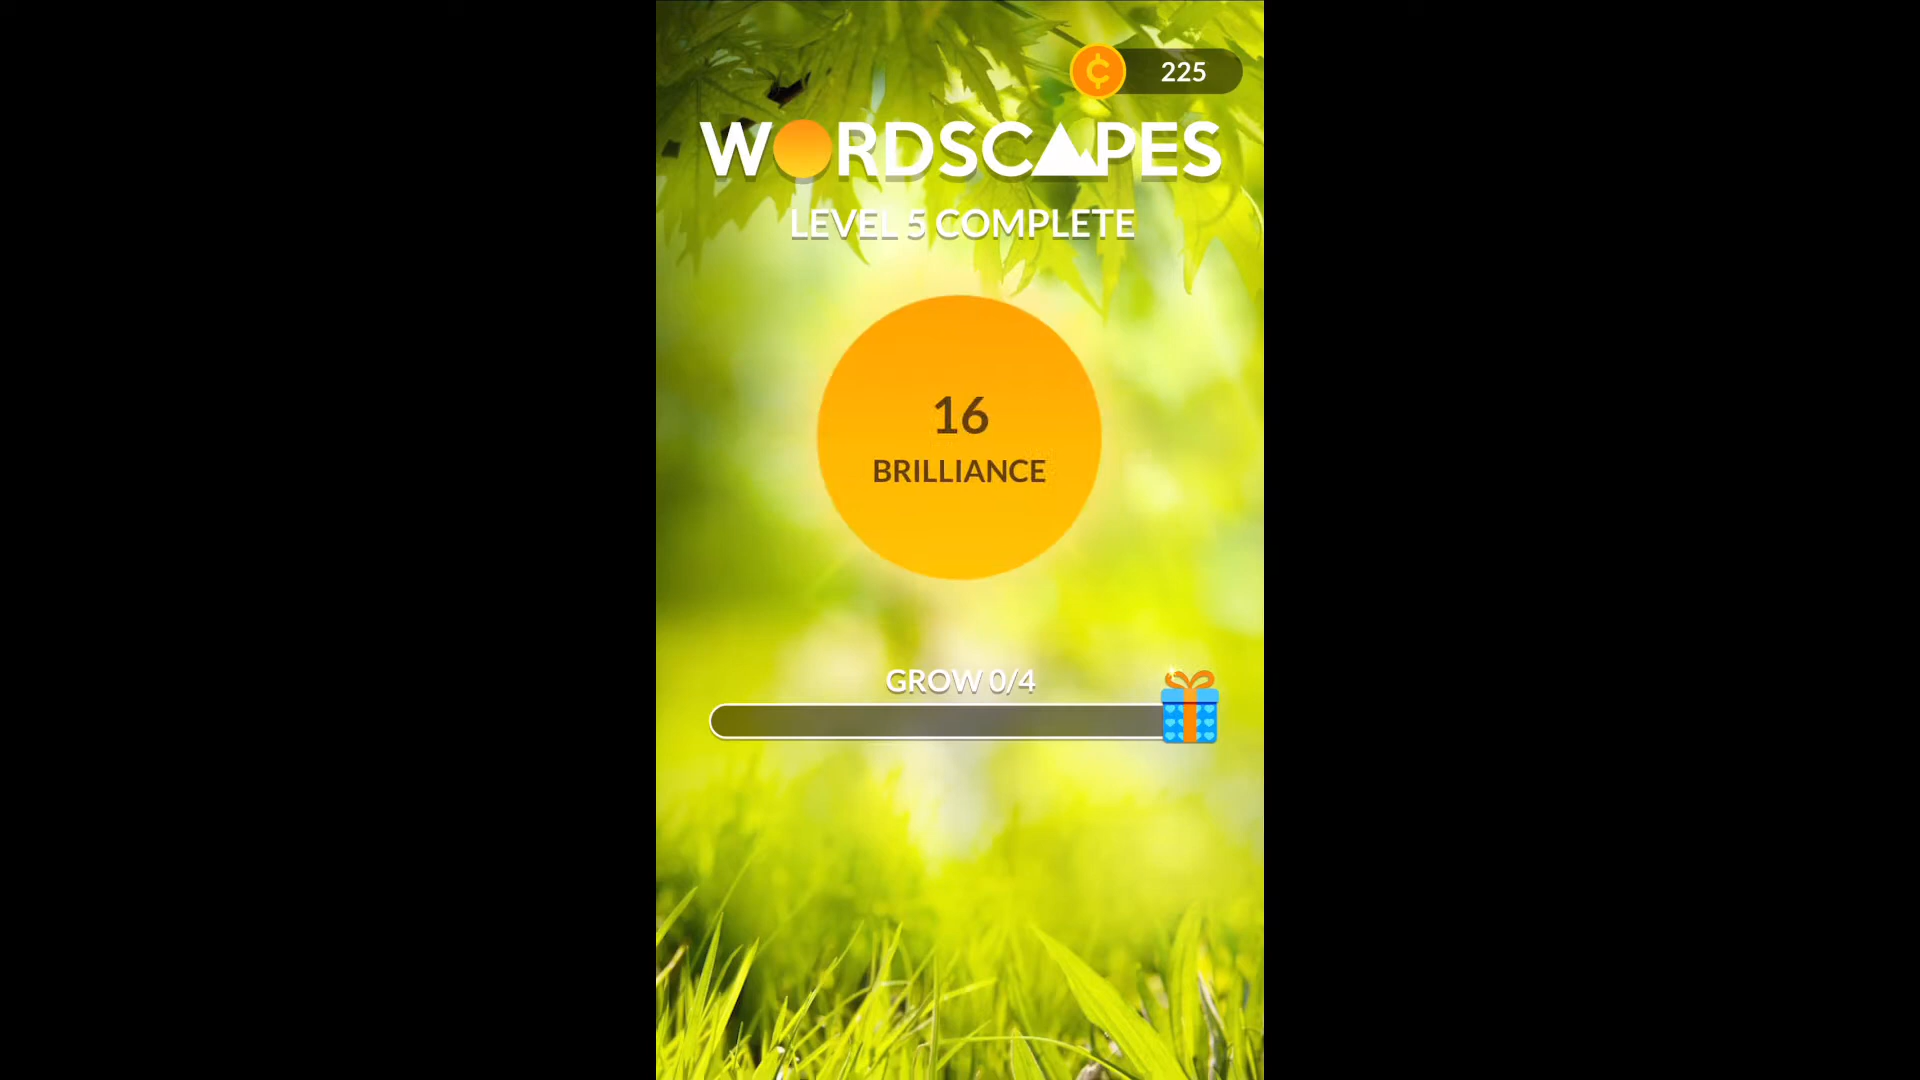 225
WORDSCAPES
LEVEL 5 COMPLETE
16
BRILLIANCE
GROW 0/4